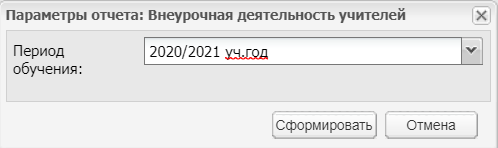 Параметры отчета: Внеурочная деятельность учителей
Период обучения:
2020/2021 уч.год
Сформировать
Отмена